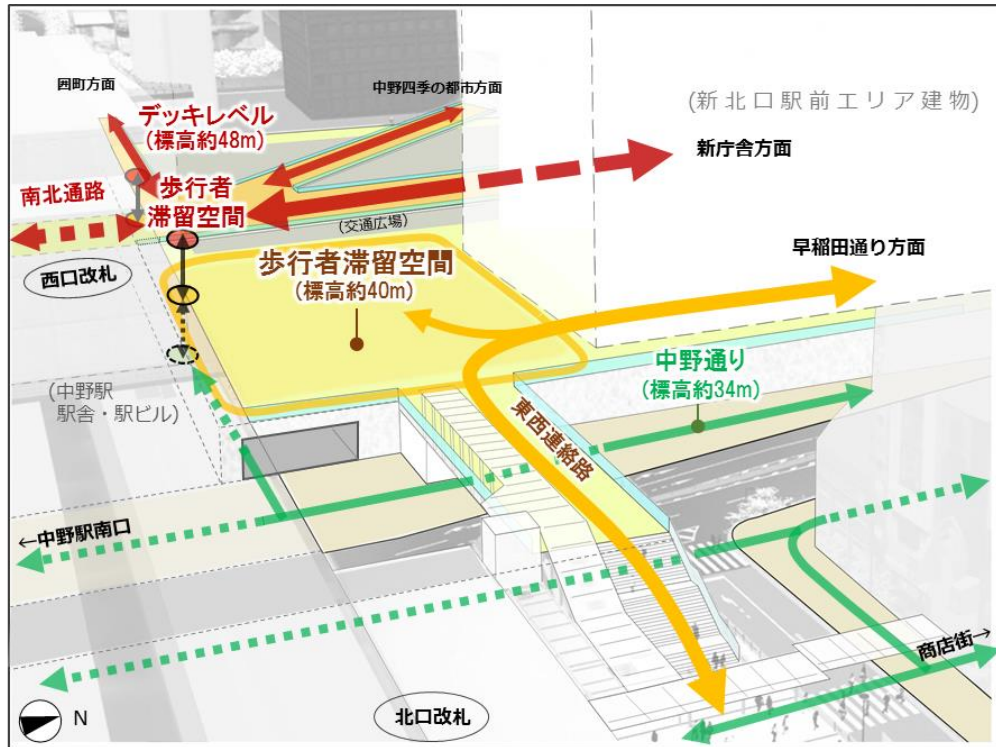 囲町方面
中野四季の都市方面
デッキレベル
(標高約48m)
(新北口駅前エリア建物)
新庁舎方面
南北通路
歩行者
滞留空間
(交通広場)
西口改札
歩行者滞留空間
(標高約40m)
早稲田通り方面
中野通り
(標高約34m)
(中野駅
駅舎・駅ビル)
東西連絡路
←中野駅南口
商店街→
N
北口改札